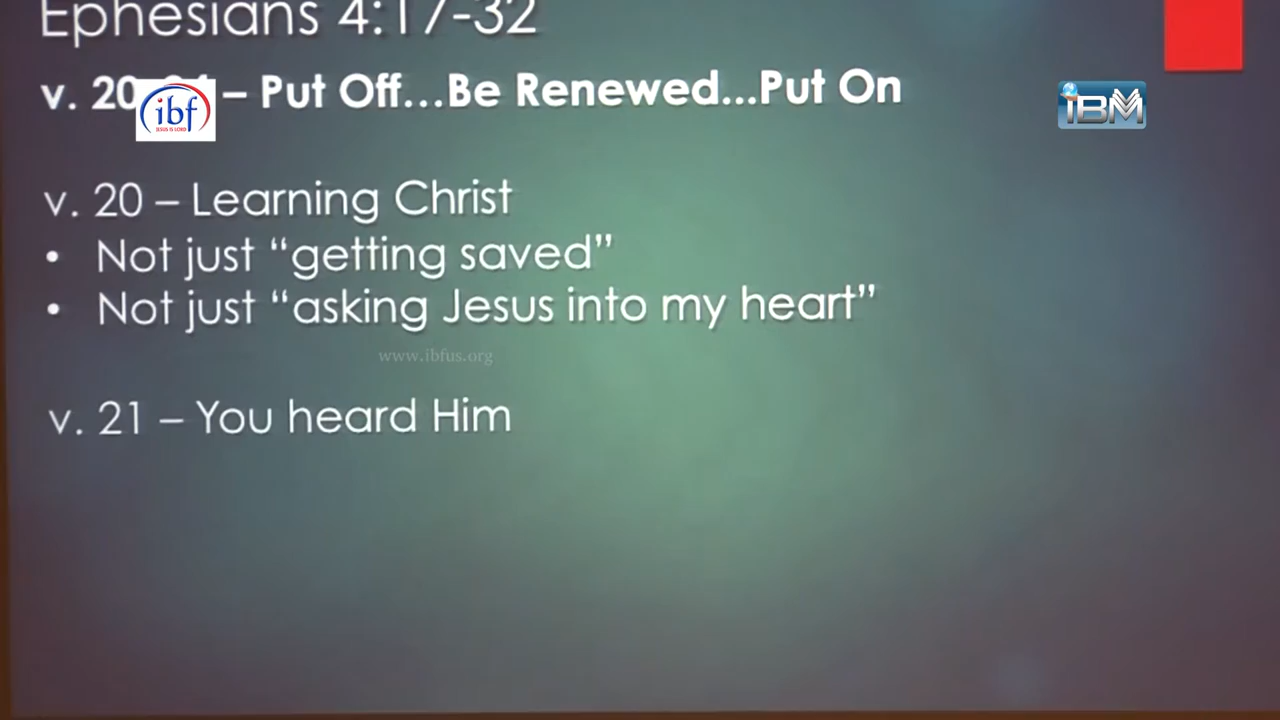 Ephesians 4:17-32
v. 20 – Put Off...Be Renewed...Put On
ibf
JESUS IS LORD
IBM
v. 20 – Learning Christ
• Not just “getting saved”
• Not just “asking Jesus into my heart”
www.ibfus.org
v. 21 – You heard Him